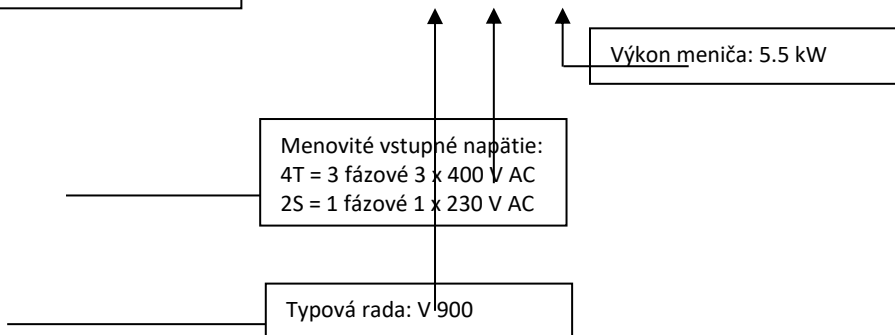 Výkon meniča: 5.5 kW
Menovité vstupné napätie:
4T = 3 fázové 3 x 400 V AC
2S = 1 fázové 1 x 230 V AC
Typová rada: V 900